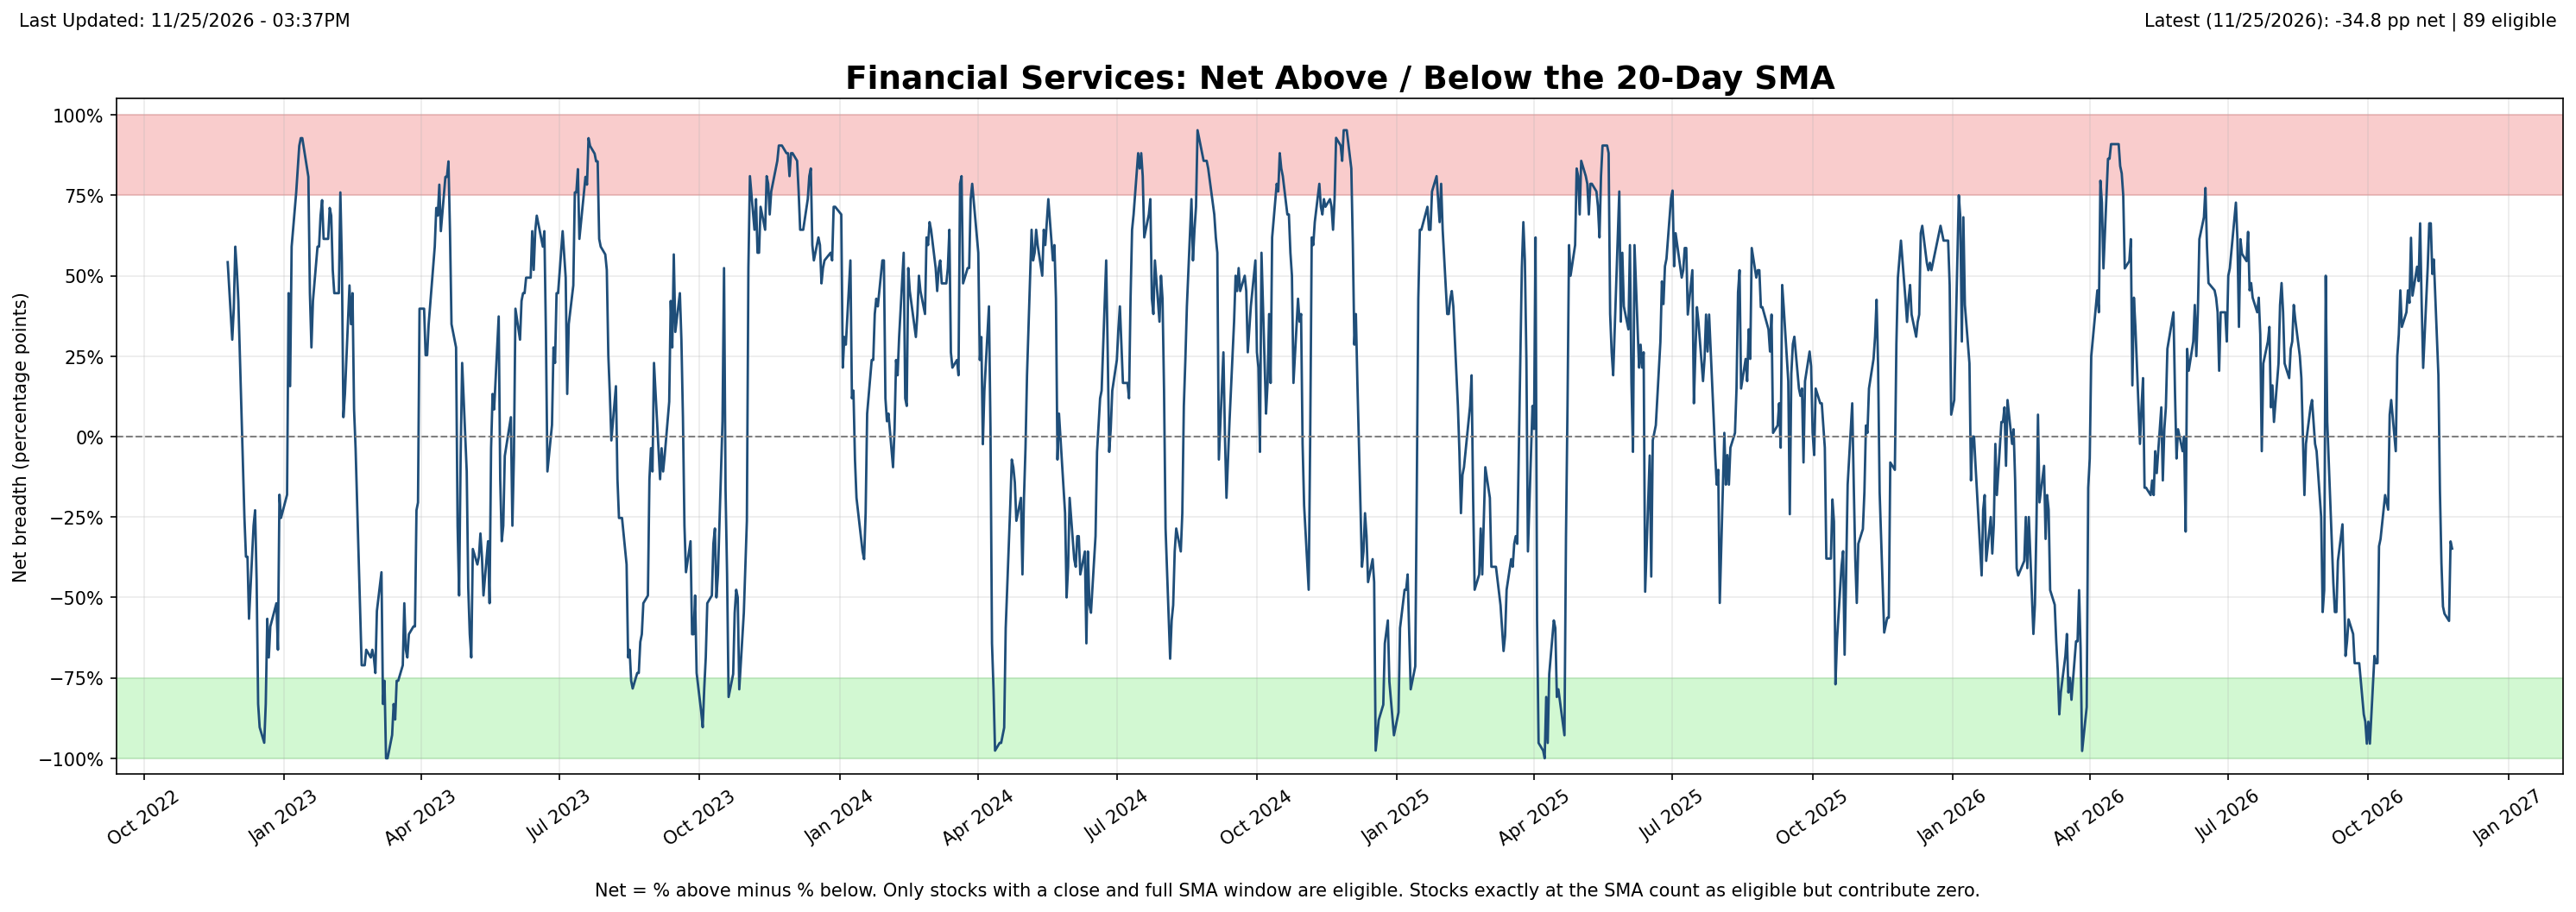 Last Updated: 11/25/2026 - 03:37PM
Latest (11/25/2026): -34.8 pp net | 89 eligible
Financial Services: Net Above / Below the 20-Day SMA
Net breadth (percentage points)
100%
75%
50%
25%
0%
−25%
−50%
−75%
−100%
Oct 2022
Jan 2023
Apr 2023
Jul 2023
Oct 2023
Jan 2024
Apr 2024
Jul 2024
Oct 2024
Jan 2025
Apr 2025
Jul 2025
Oct 2025
Jan 2026
Apr 2026
Jul 2026
Oct 2026
Jan 2027
Net = % above minus % below. Only stocks with a close and full SMA window are eligible. Stocks exactly at the SMA count as eligible but contribute zero.